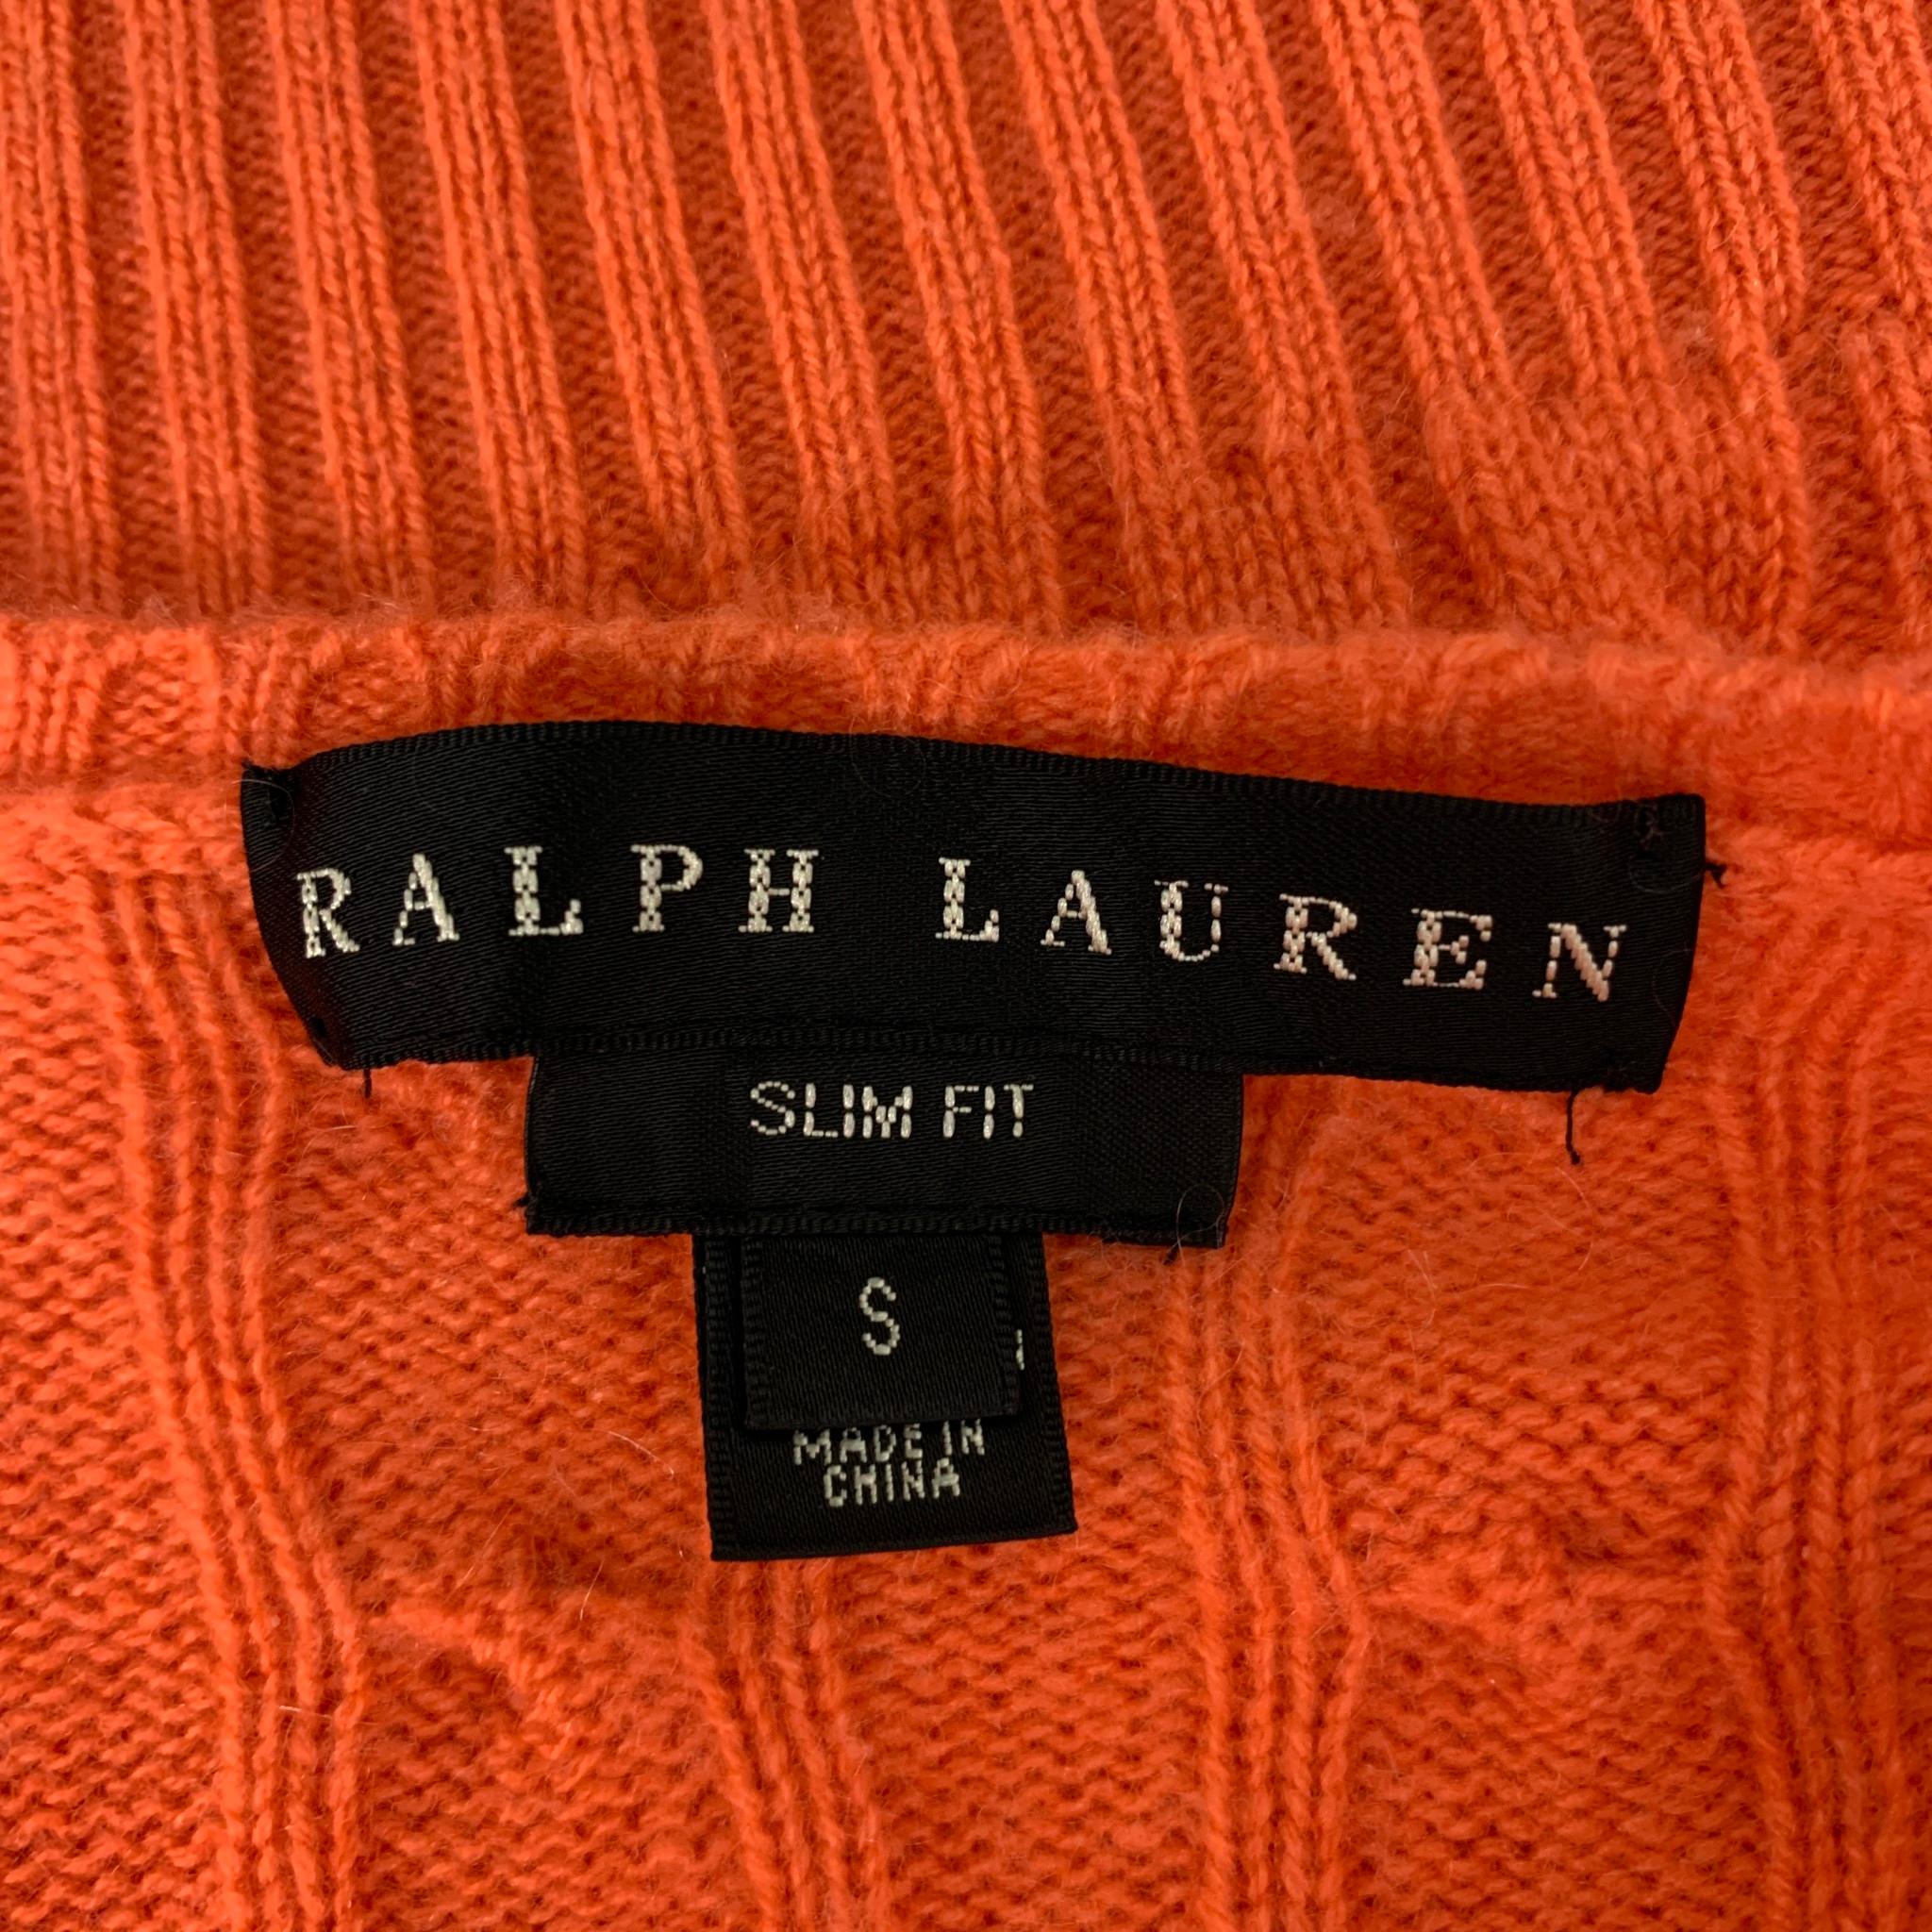 RALPH LAUREN
SLIM FIT
S
MADE IN
CHINA